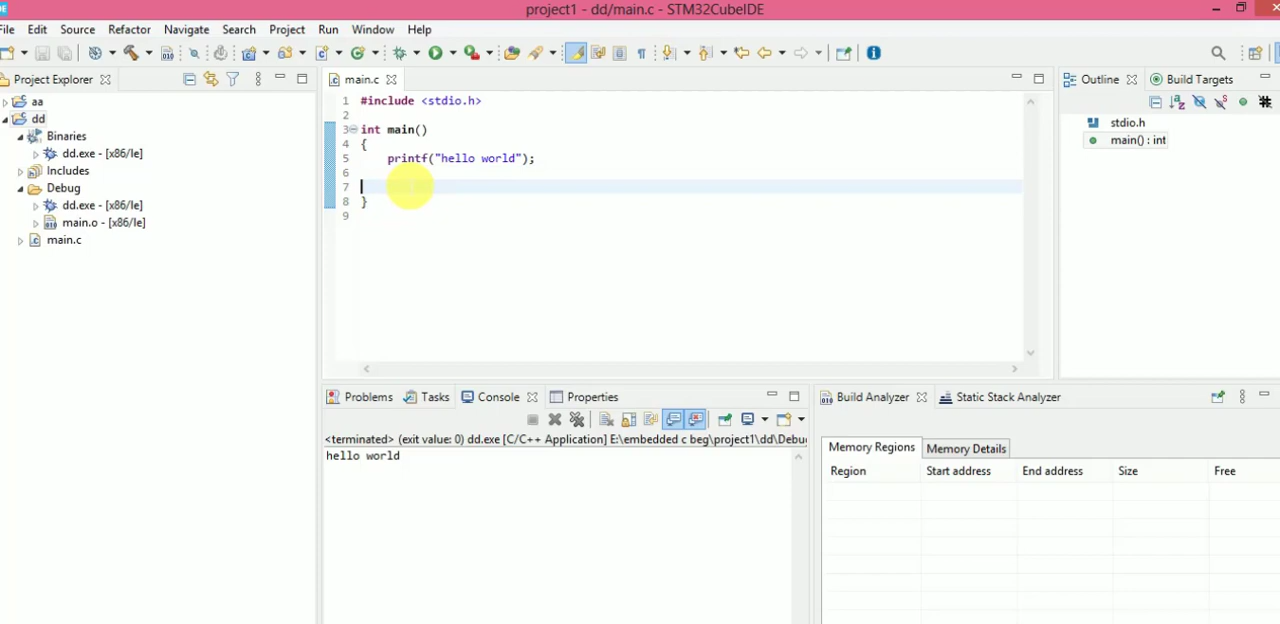 project1 - dd/main.c - STM32CubeIDE
File Edit Source Refactor Navigate Search Project Run Window Help
Project Explorer
aa
dd
Binaries
dd.exe - [x86/le]
Includes
Debug
dd.exe - [x86/le]
main.o - [x86/le]
main.c
main.c
1 #include <stdio.h>
2
3 int main()
4 {
5 printf("hello world");
6
7
8 }
9
Outline Build Targets
stdio.h
main() : int
Problems Tasks Console Properties
<terminated> (exit value: 0) dd.exe [C/C++ Application] E:\embedded c beg\project1\dd\Debu
hello world
Build Analyzer Static Stack Analyzer
Memory Regions Memory Details
Region Start address End address Size Free